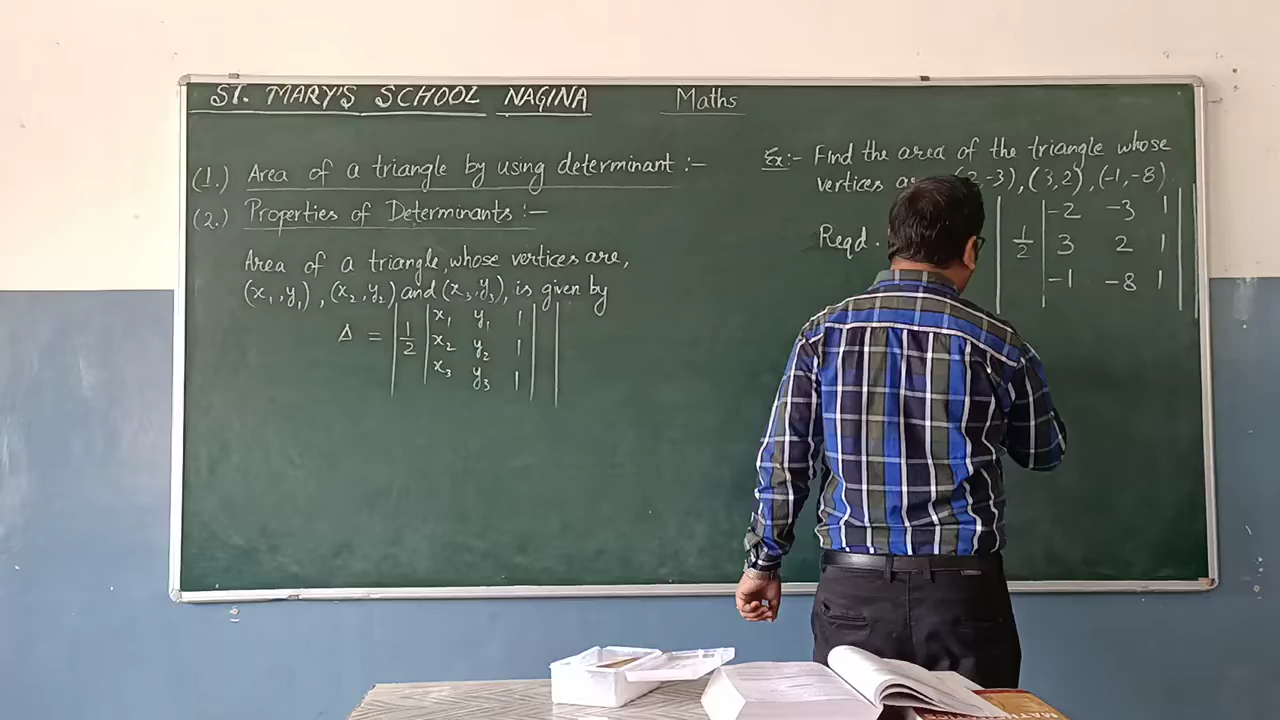 ST. MARY'S SCHOOL NAGINA
Maths
(1.) Area of a triangle by using determinant :-
(2.) Properties of Determinants :-
Area of a triangle, whose vertices are,
(x₁, y₁), (x₂, y₂) and (x₃, y₃), is given by
Δ = | 1/2 | x₁ y₁ 1 | |
x₂ y₂ 1
x₃ y₃ 1
Ex:- Find the area of the triangle whose
vertices 2,-3), (3,2), (-1,-8)
Reqd. | 1/2 | -2 -3 1 | |
3 2 1
-1 -8 1